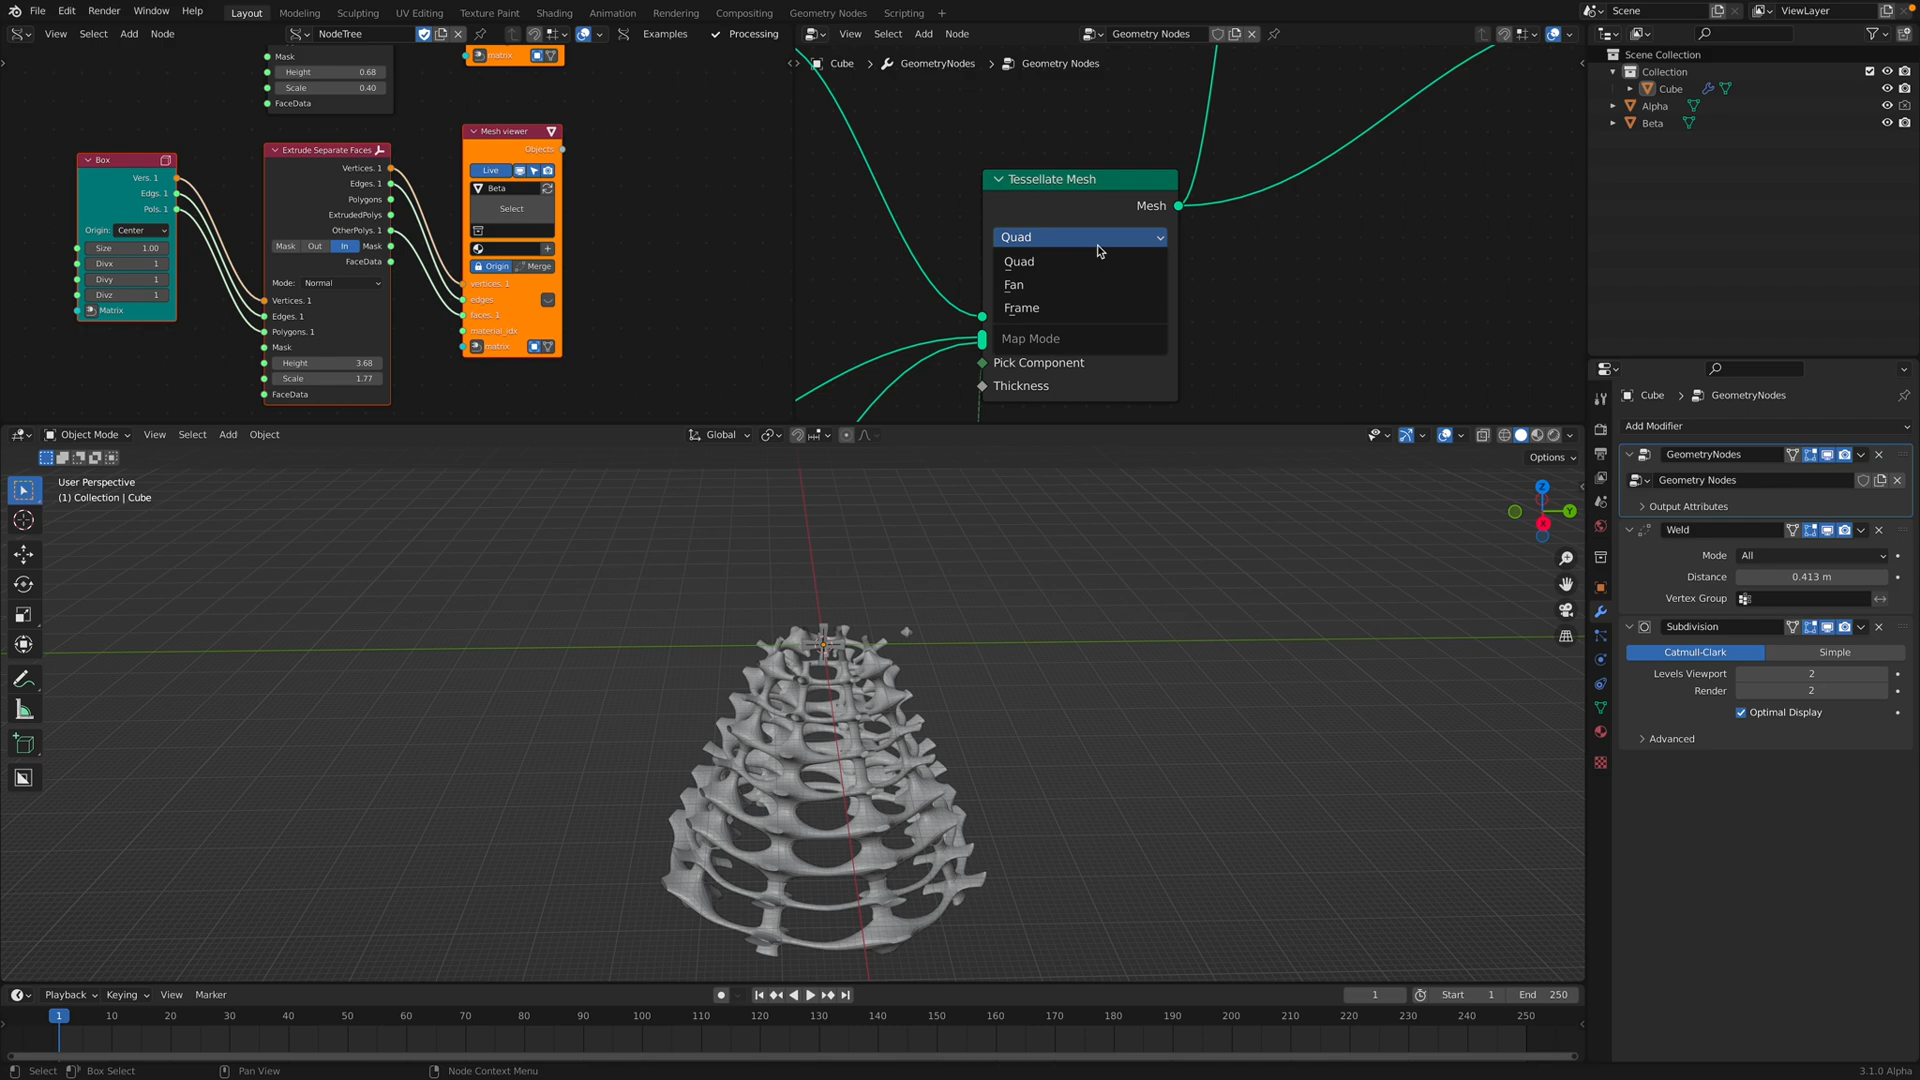 File Edit Render Window Help Layout Modeling Sculpting UV Editing Texture Paint Shading Animation Rendering Compositing Geometry Nodes Scripting + Scene ViewLayer
View Select Add Node NodeTree Examples Processing
View Select Add Node Geometry Nodes
Mask
Height 0.68
Scale 0.40
FaceData
matrix
Box
Vers. 1
Edges. 1
Pols. 1
Origin: Center
Size 1.00
Divx 1
Divy 1
Divz 1
Matrix
Extrude Separate Faces
Vertices. 1
Edges. 1
Polygons
ExtrudedPolys
OtherPolys. 1
Mask Out In Mask
FaceData
Mode: Normal
Vertices. 1
Edges. 1
Polygons. 1
Mask
Height 3.68
Scale 1.77
FaceData
Mesh viewer
Objects
Live
Beta
Select
Origin Merge
vertices. 1
edges
faces. 1
material_idx
matrix
Cube GeometryNodes Geometry Nodes
Tessellate Mesh
Mesh
Quad
Quad
Fan
Frame
Map Mode
Pick Component
Thickness
Scene Collection
Collection
Cube
Alpha
Beta
Object Mode View Select Add Object Global
Options
User Perspective
(1) Collection | Cube
Z
Y
X
Cube GeometryNodes
Add Modifier
GeometryNodes
Geometry Nodes
Output Attributes
Weld
Mode All
Distance 0.413 m
Vertex Group
Subdivision
Catmull-Clark Simple
Levels Viewport 2
Render 2
Optimal Display
Advanced
Playback Keying View Marker 1 Start 1 End 250
1 10 20 30 40 50 60 70 80 90 100 110 120 130 140 150 160 170 180 190 200 210 220 230 240 250
Select Box Select Pan View Node Context Menu 3.1.0 Alpha